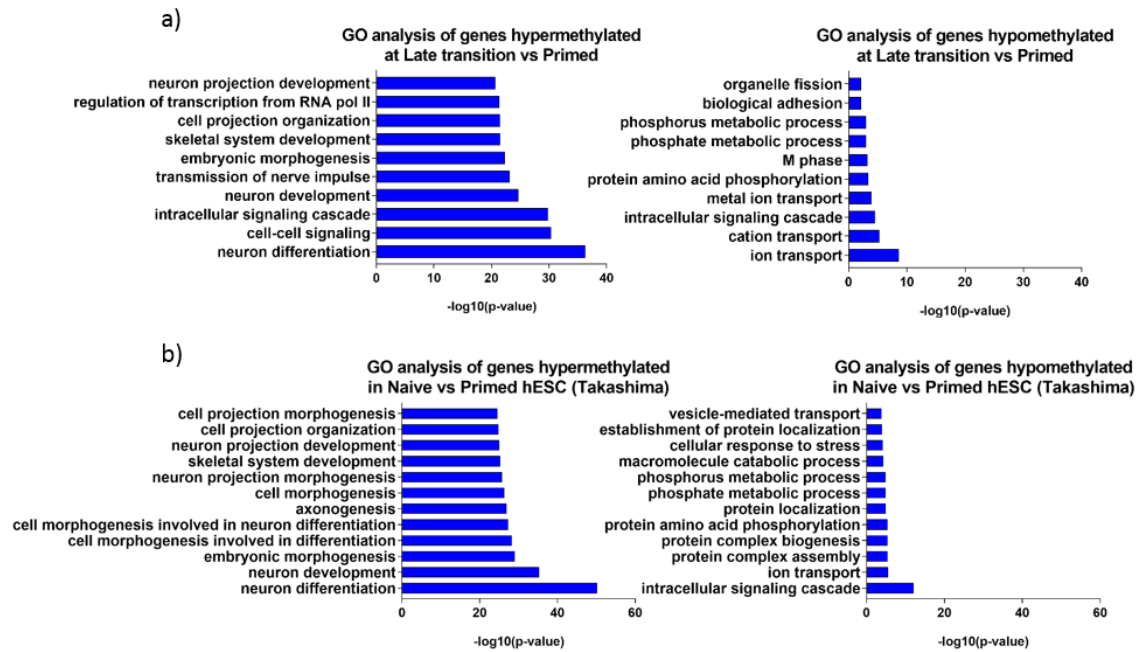 a)
GO analysis of genes hypermethylated
at Late transition vs Primed
neuron projection development
regulation of transcription from RNA pol II
cell projection organization
skeletal system development
embryonic morphogenesis
transmission of nerve impulse
neuron development
intracellular signaling cascade
cell-cell signaling
neuron differentiation
0 10 20 30 40
-log10(p-value)
GO analysis of genes hypomethylated
at Late transition vs Primed
organelle fission
biological adhesion
phosphorus metabolic process
phosphate metabolic process
M phase
protein amino acid phosphorylation
metal ion transport
intracellular signaling cascade
cation transport
ion transport
0 10 20 30 40
-log10(p-value)
b)
GO analysis of genes hypermethylated
in Naive vs Primed hESC (Takashima)
cell projection morphogenesis
cell projection organization
neuron projection development
skeletal system development
neuron projection morphogenesis
cell morphogenesis
axonogenesis
cell morphogenesis involved in neuron differentiation
cell morphogenesis involved in differentiation
embryonic morphogenesis
neuron development
neuron differentiation
0 20 40 60
-log10(p-value)
GO analysis of genes hypomethylated
in Naive vs Primed hESC (Takashima)
vesicle-mediated transport
establishment of protein localization
cellular response to stress
macromolecule catabolic process
phosphorus metabolic process
phosphate metabolic process
protein localization
protein amino acid phosphorylation
protein complex biogenesis
protein complex assembly
ion transport
intracellular signaling cascade
0 20 40 60
-log10(p-value)